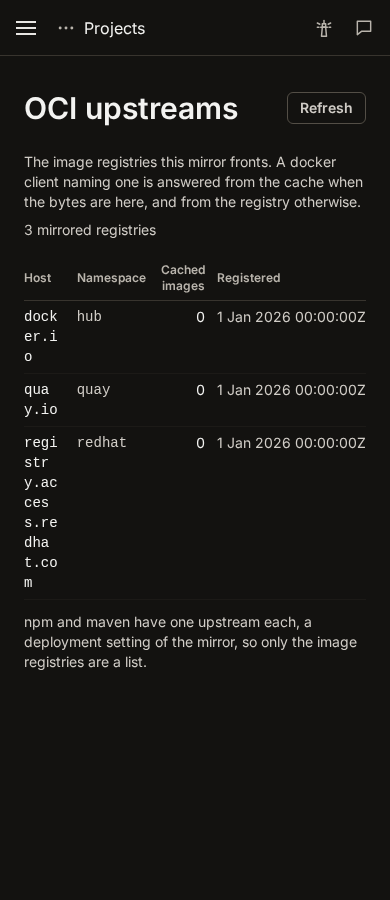 Projects
OCI upstreams
Refresh
The image registries this mirror fronts. A docker
client naming one is answered from the cache when
the bytes are here, and from the registry otherwise.
3 mirrored registries
Host Namespace Cached images Registered
dock
er.i
o
hub 0 1 Jan 2026 00:00:00Z
qua
y.io
quay 0 1 Jan 2026 00:00:00Z
regi
str
y.ac
ces
s.re
dha
t.co
m
redhat 0 1 Jan 2026 00:00:00Z
npm and maven have one upstream each, a
deployment setting of the mirror, so only the image
registries are a list.